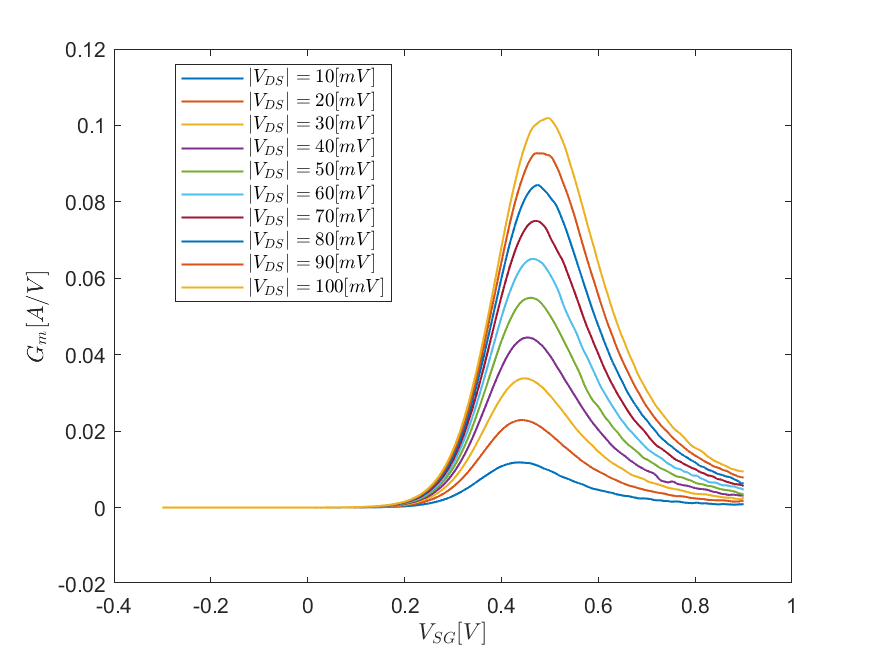 0.12
0.1
0.08
0.06
0.04
0.02
0
-0.02
G_m[A/V]
|V_DS| = 10[mV]
|V_DS| = 20[mV]
|V_DS| = 30[mV]
|V_DS| = 40[mV]
|V_DS| = 50[mV]
|V_DS| = 60[mV]
|V_DS| = 70[mV]
|V_DS| = 80[mV]
|V_DS| = 90[mV]
|V_DS| = 100[mV]
-0.4 -0.2 0 0.2 0.4 0.6 0.8 1
V_SG[V]